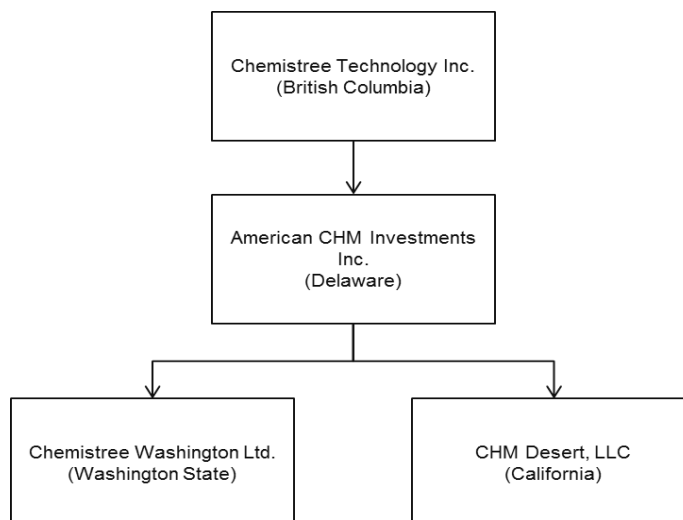 Chemistree Technology Inc.
(British Columbia)
American CHM Investments
Inc.
(Delaware)
Chemistree Washington Ltd.
(Washington State)
CHM Desert, LLC
(California)